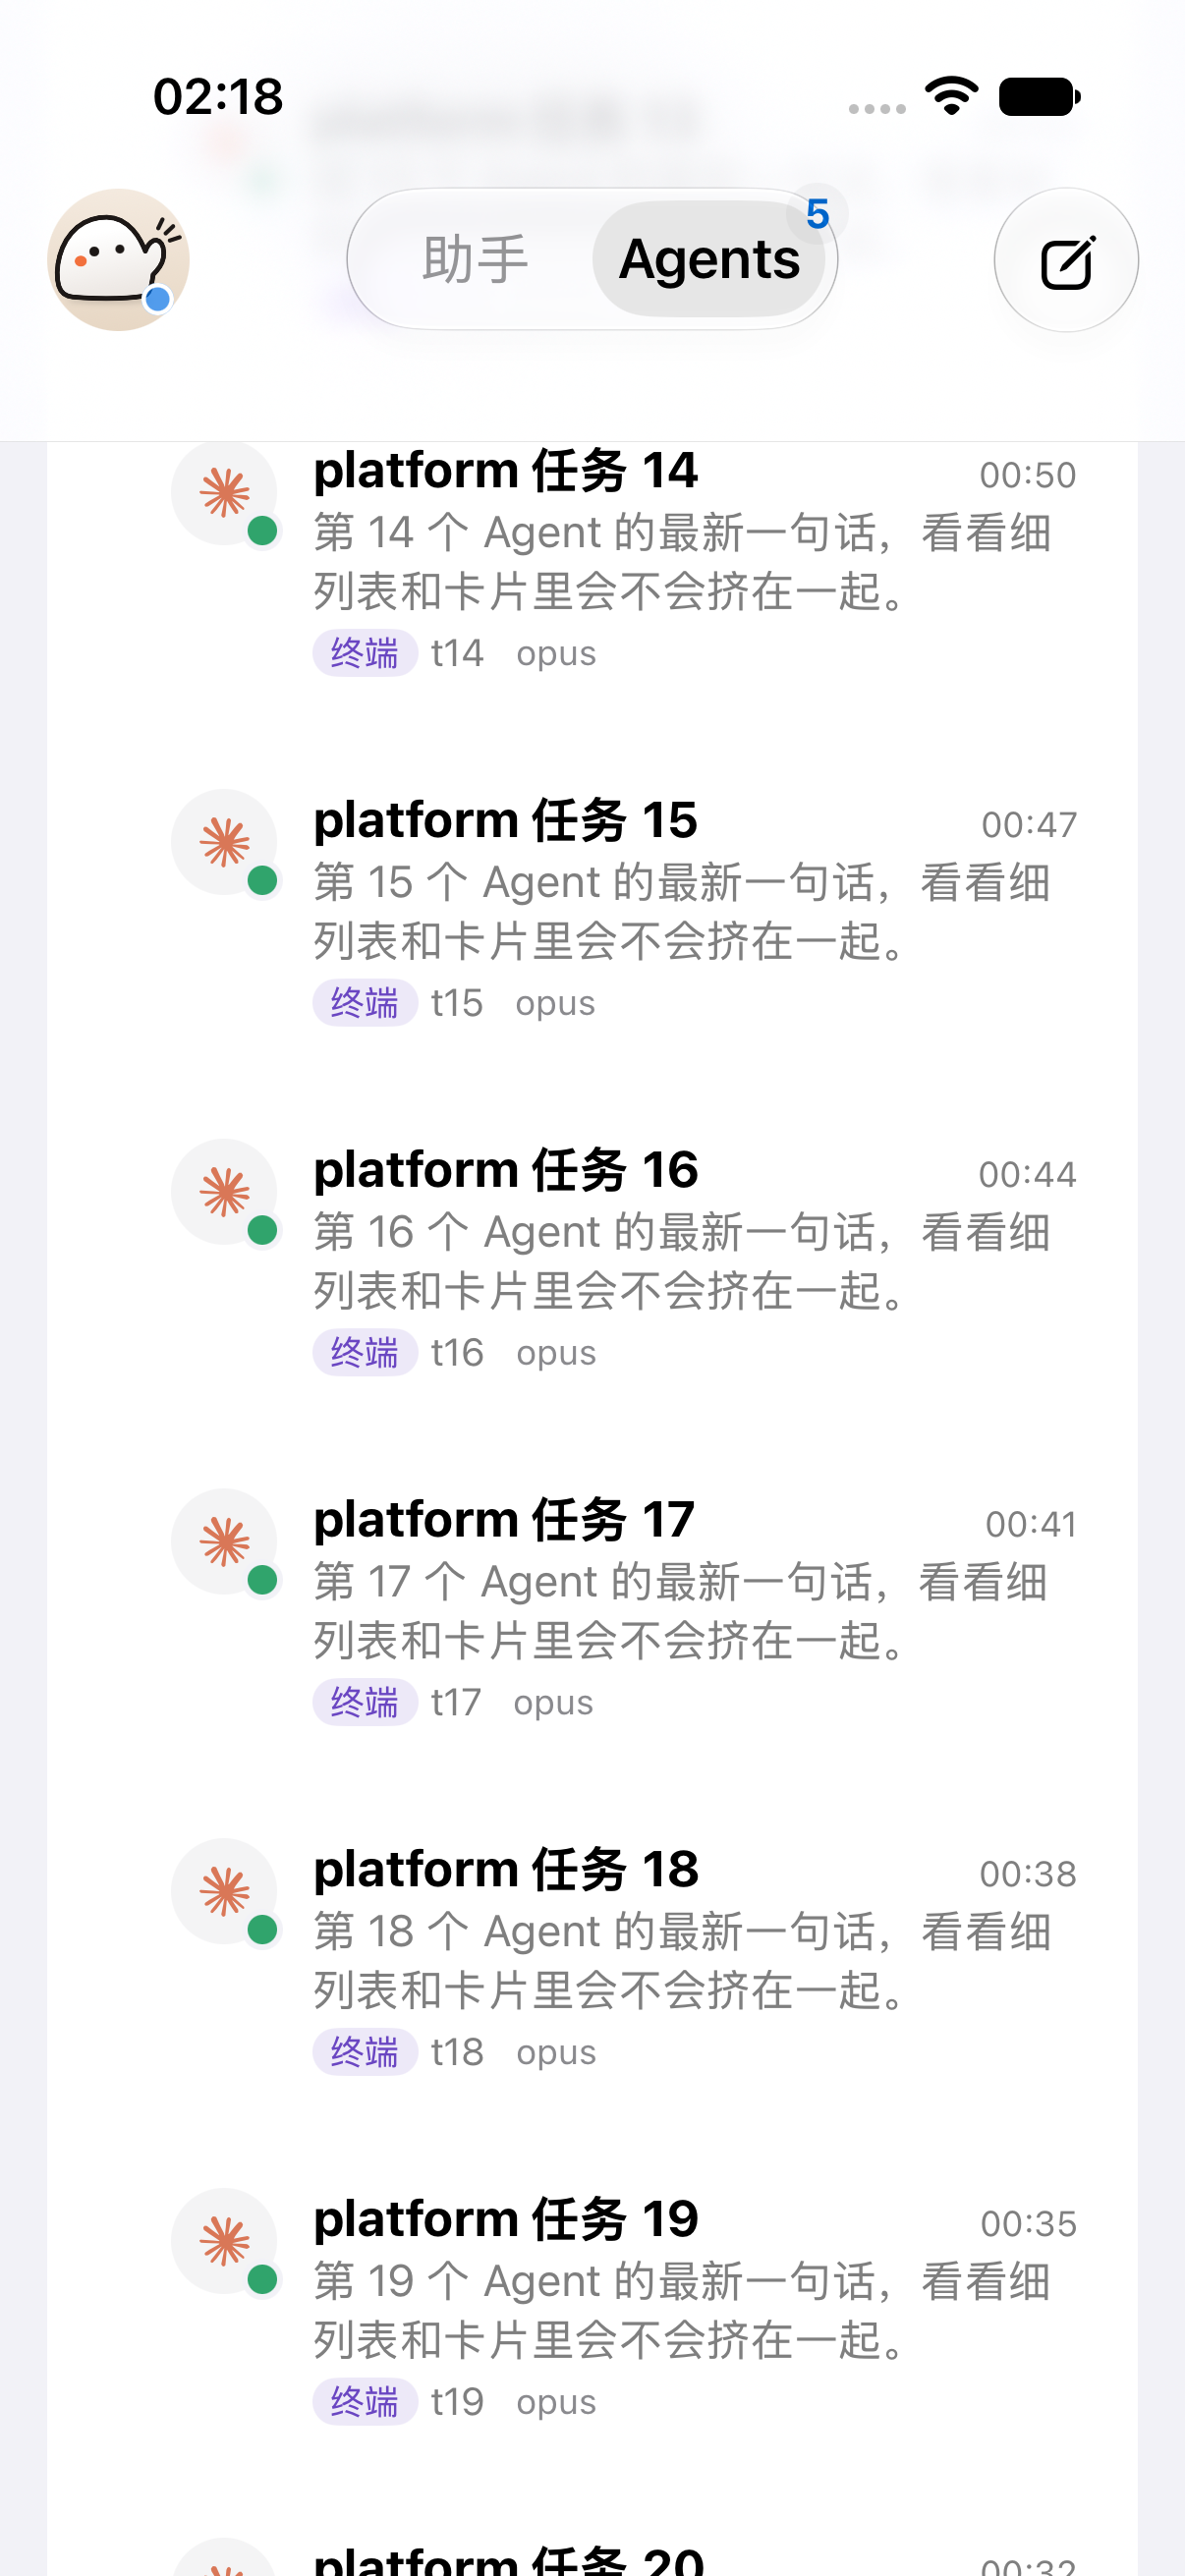 02:18
助手
Agents
5
platform 任务 14
00:50
第 14 个 Agent 的最新一句话，看看细
列表和卡片里会不会挤在一起。
终端 t14 opus
platform 任务 15
00:47
第 15 个 Agent 的最新一句话，看看细
列表和卡片里会不会挤在一起。
终端 t15 opus
platform 任务 16
00:44
第 16 个 Agent 的最新一句话，看看细
列表和卡片里会不会挤在一起。
终端 t16 opus
platform 任务 17
00:41
第 17 个 Agent 的最新一句话，看看细
列表和卡片里会不会挤在一起。
终端 t17 opus
platform 任务 18
00:38
第 18 个 Agent 的最新一句话，看看细
列表和卡片里会不会挤在一起。
终端 t18 opus
platform 任务 19
00:35
第 19 个 Agent 的最新一句话，看看细
列表和卡片里会不会挤在一起。
终端 t19 opus
platform 任务 20
00:32